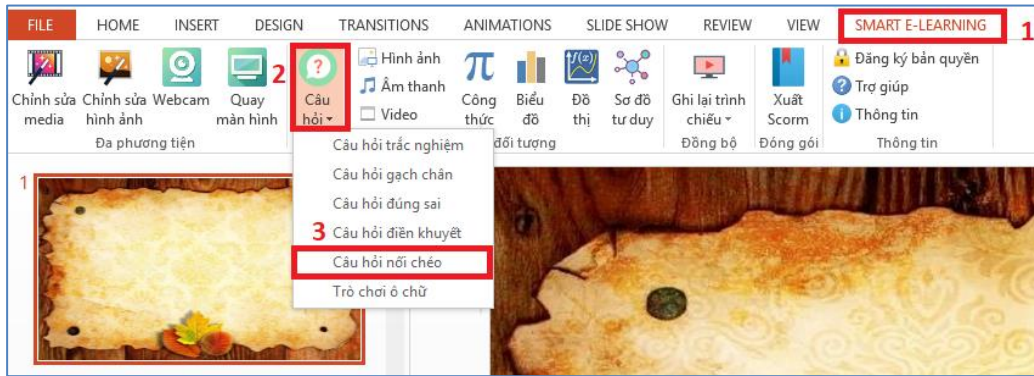 FILE HOME INSERT DESIGN TRANSITIONS ANIMATIONS SLIDE SHOW REVIEW VIEW SMART E-LEARNING 1
2
Chỉnh sửa media
Chỉnh sửa hình ảnh
Webcam
Quay màn hình
Đa phương tiện
Câu hỏi
Hình ảnh
Âm thanh
Video
Công thức
Biểu đồ
Đồ thị
Sơ đồ tư duy
đối tượng
Ghi lại trình chiếu
Đồng bộ
Xuất Scorm
Đóng gói
Đăng ký bản quyền
Trợ giúp
Thông tin
Thông tin
Câu hỏi trắc nghiệm
Câu hỏi gạch chân
Câu hỏi đúng sai
3 Câu hỏi điền khuyết
Câu hỏi nối chéo
Trò chơi ô chữ
1